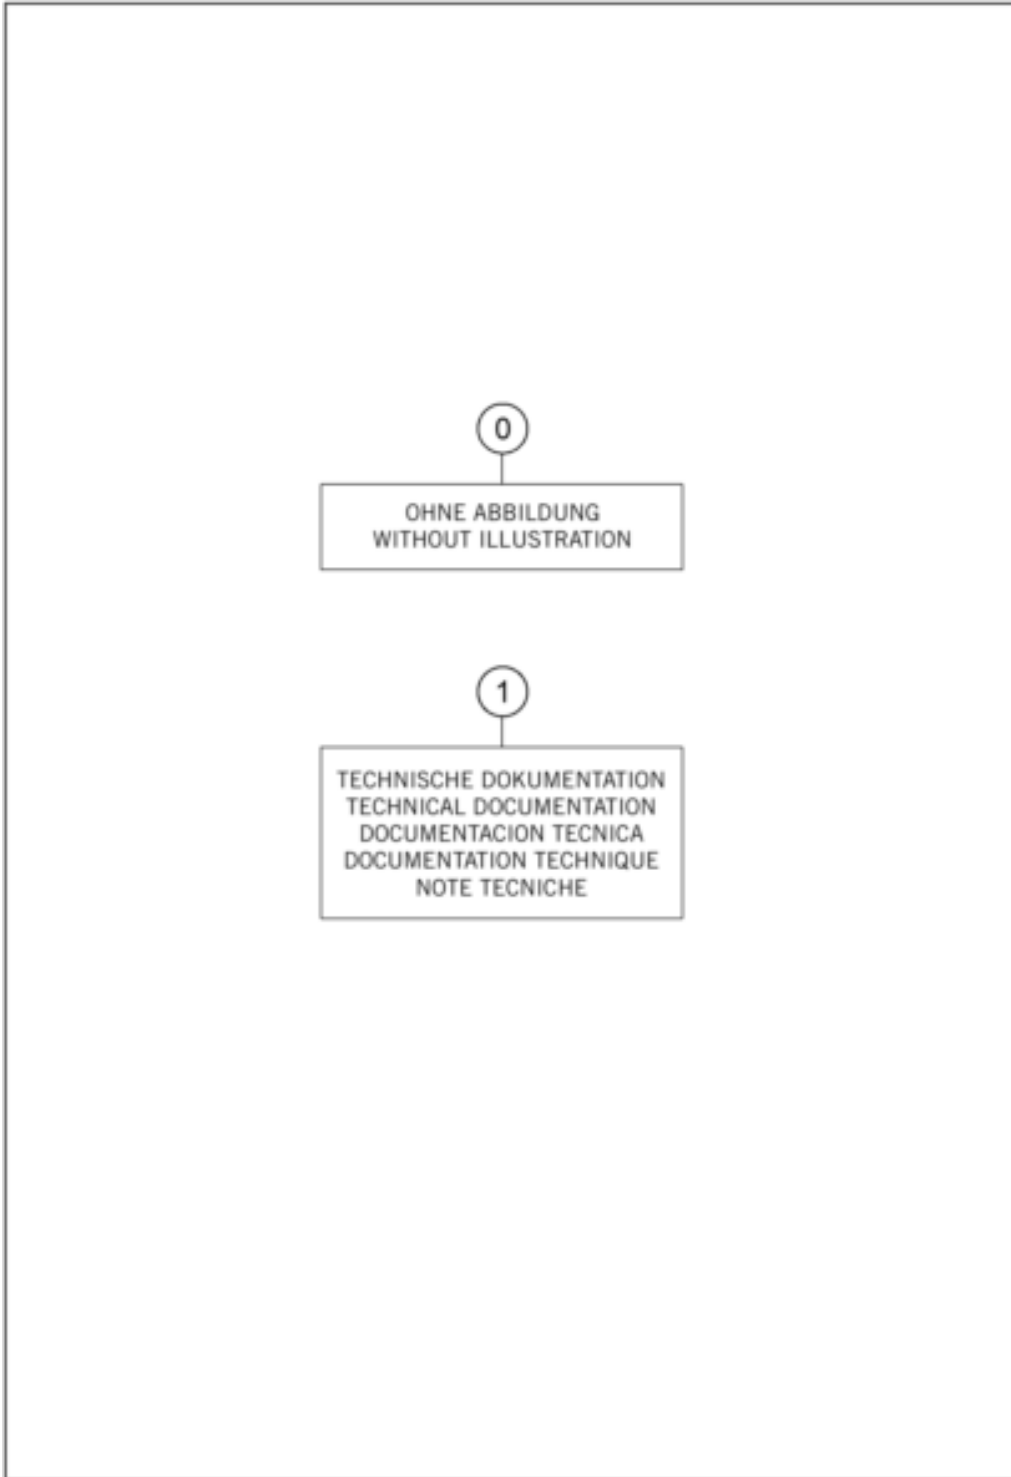 0
OHNE ABBILDUNG
WITHOUT ILLUSTRATION
1
TECHNISCHE DOKUMENTATION
TECHNICAL DOCUMENTATION
DOCUMENTACION TECNICA
DOCUMENTATION TECHNIQUE
NOTE TECNICHE